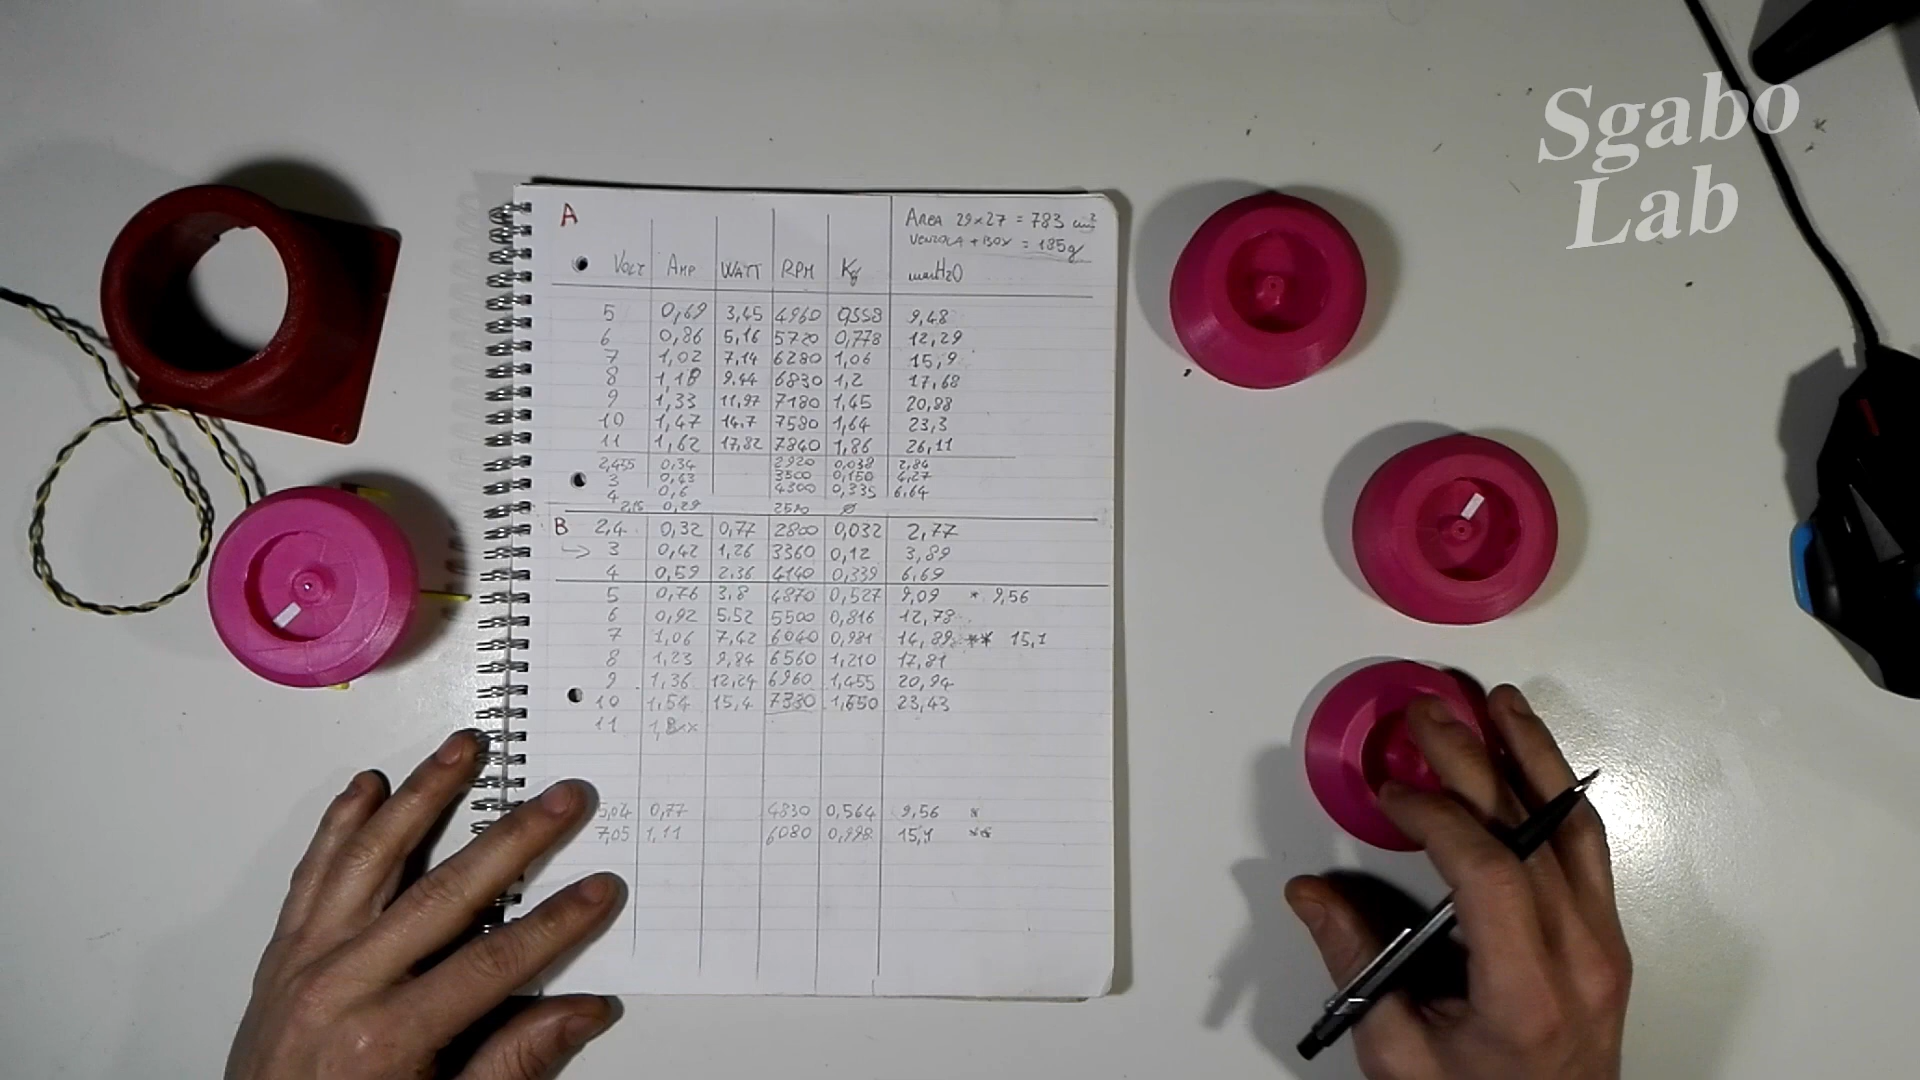 Sgabo
Lab
A
AREA 29x27 = 783 cm²
VENTOLA + BOX = 185g
VOLT AMP WATT RPM Kg mmH2O
5 0,69 3,45 4960 0,558 9,48
6 0,86 5,16 5720 0,778 12,29
7 1,02 7,14 6280 1,06 15,9
8 1,18 9.44 6830 1,2 17,68
9 1,33 11,97 7180 1,45 20,88
10 1,47 14.7 7580 1,64 23,3
11 1,62 17,82 7840 1,86 26,11
2,455 0,34 2920 0,038 2,84
3 0,43 3500 0,150 4,27
4 0,6 4300 0,335 6,64
2,15 0,29 2510 Ø
B 2,4 0,32 0,77 2800 0,032 2,77
→ 3 0,42 1,26 3360 0,12 3,89
4 0,59 2.36 4140 0,339 6,69
5 0,76 3,8 4870 0,527 9,09 * 9,56
6 0,92 5.52 5500 0,816 12,78
7 1,06 7,42 6040 0,981 14,89 ** 15,1
8 1,23 9,84 6560 1,210 17,81
9 1,36 12,24 6960 1,455 20,94
10 1,54 15,4 7330 1,650 23,43
11 1,8xx
5,04 0,77 4830 0,564 9,56 *
7,05 1,11 6080 0,998 15,1 **